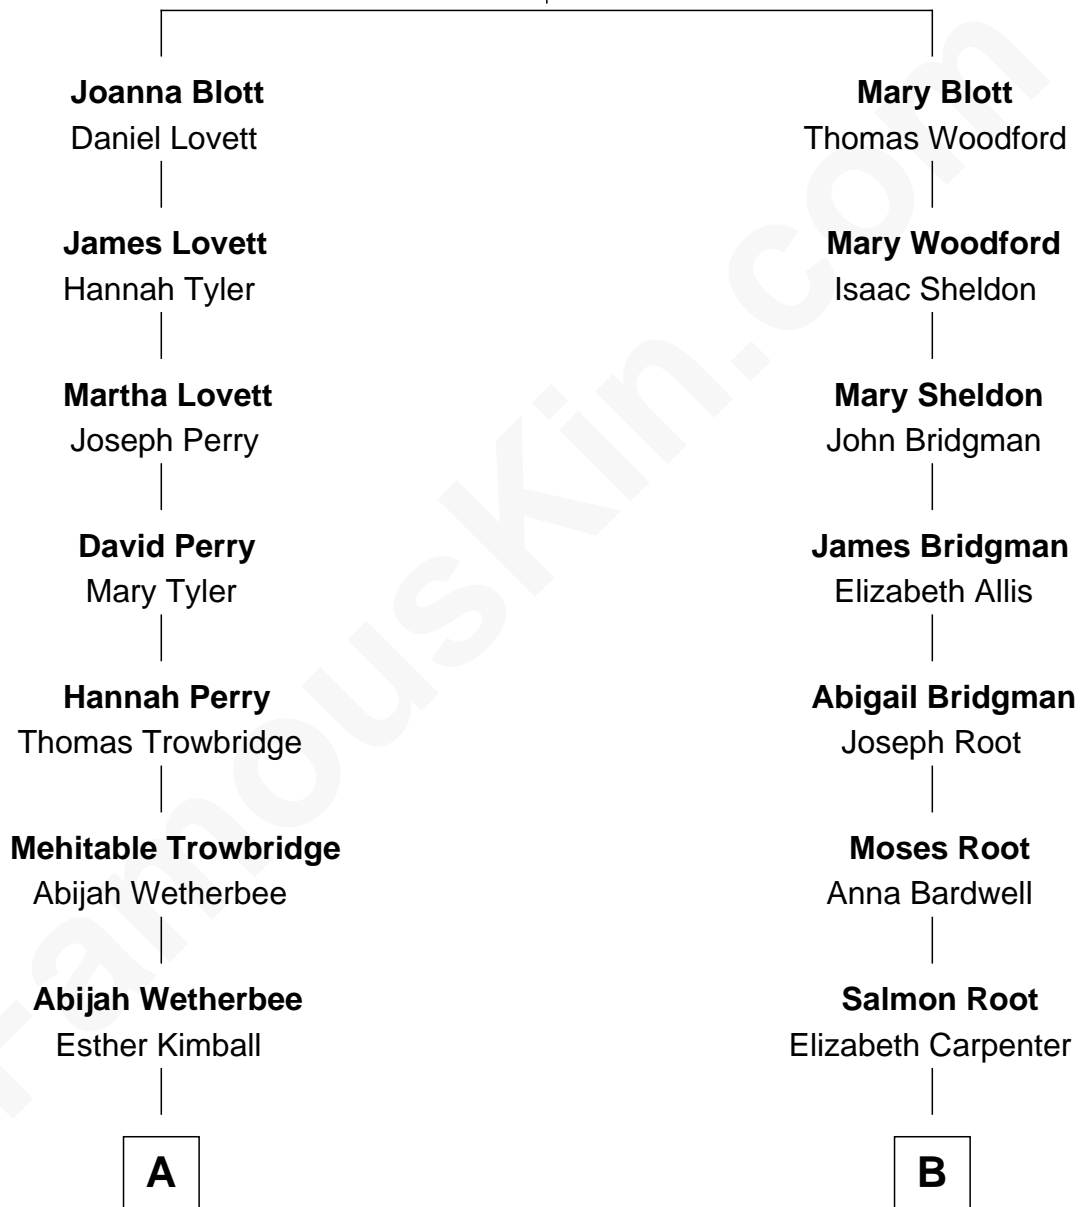 Joanna Blott
Daniel Lovett
James Lovett
Hannah Tyler
Martha Lovett
Joseph Perry
David Perry
Mary Tyler
Hannah Perry
Thomas Trowbridge
Mehitable Trowbridge
Abijah Wetherbee
Abijah Wetherbee
Esther Kimball
A
Mary Blott
Thomas Woodford
Mary Woodford
Isaac Sheldon
Mary Sheldon
John Bridgman
James Bridgman
Elizabeth Allis
Abigail Bridgman
Joseph Root
Moses Root
Anna Bardwell
Salmon Root
Elizabeth Carpenter
B
FamousKin.com